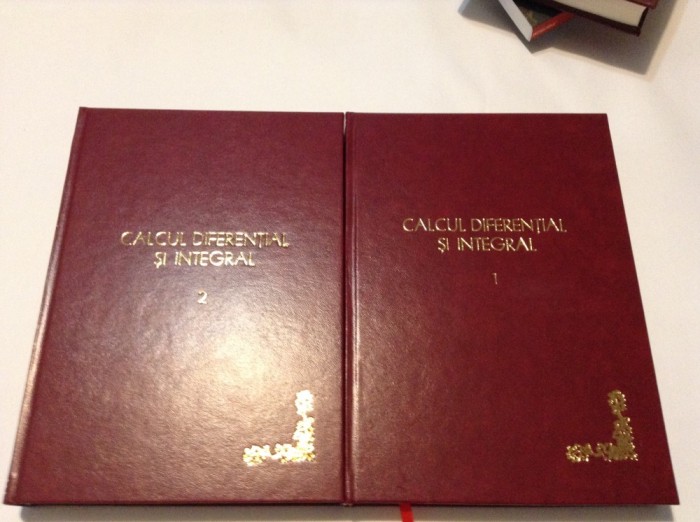 CALCUL DIFERENȚIAL
ȘI INTEGRAL
2
CALCUL DIFERENȚIAL
ȘI INTEGRAL
1